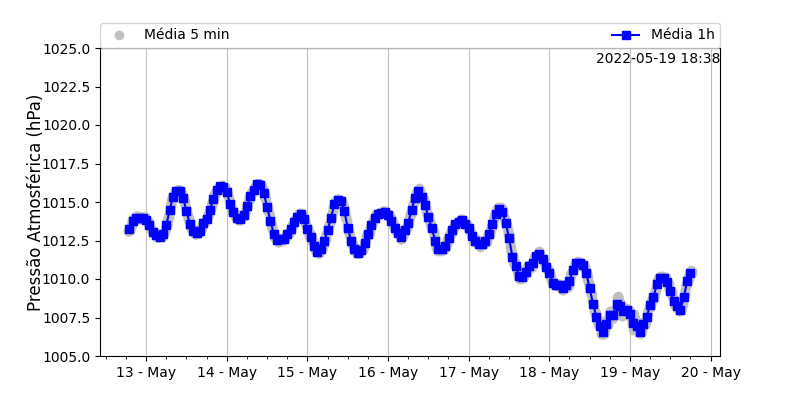 Média 5 min
Média 1h
2022-05-19 18:38
Pressão Atmosférica (hPa)
1025.0
1022.5
1020.0
1017.5
1015.0
1012.5
1010.0
1007.5
1005.0
13 - May
14 - May
15 - May
16 - May
17 - May
18 - May
19 - May
20 - May